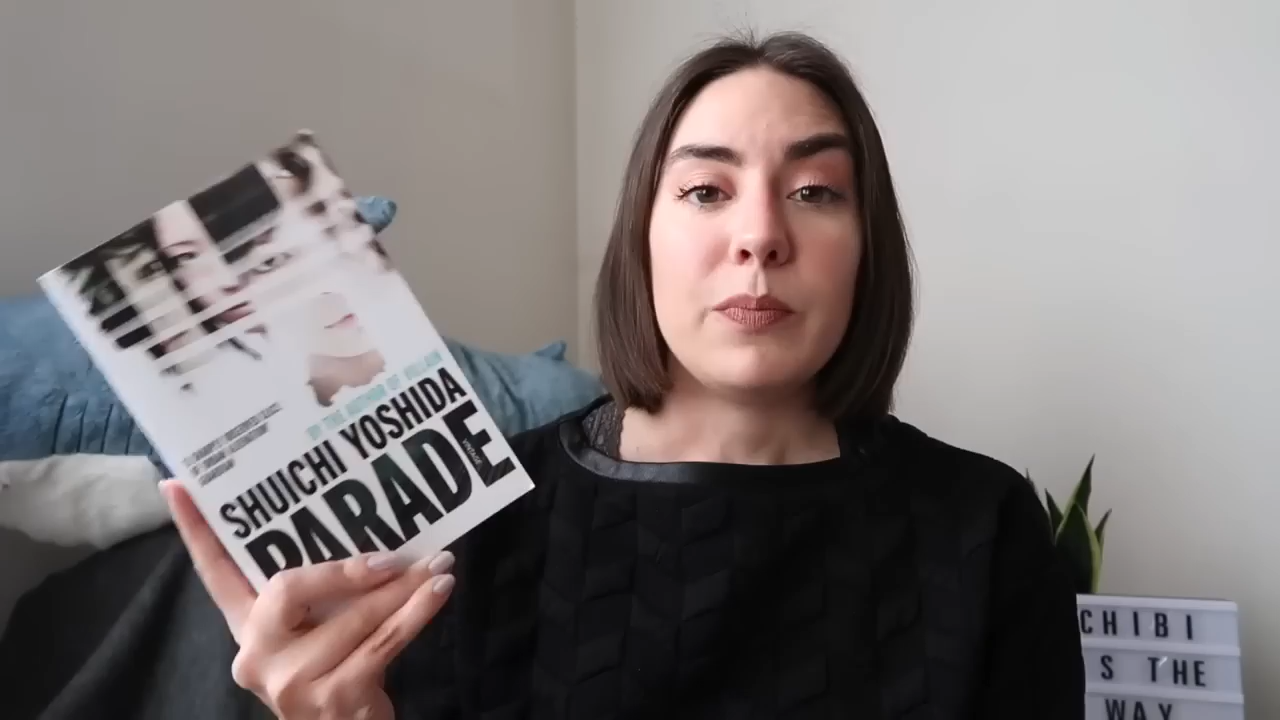 BY THE AUTHOR OF VILLAIN
SHUICHI YOSHIDA
PARADE
VINTAGE
CHIBI
S THE
WAY